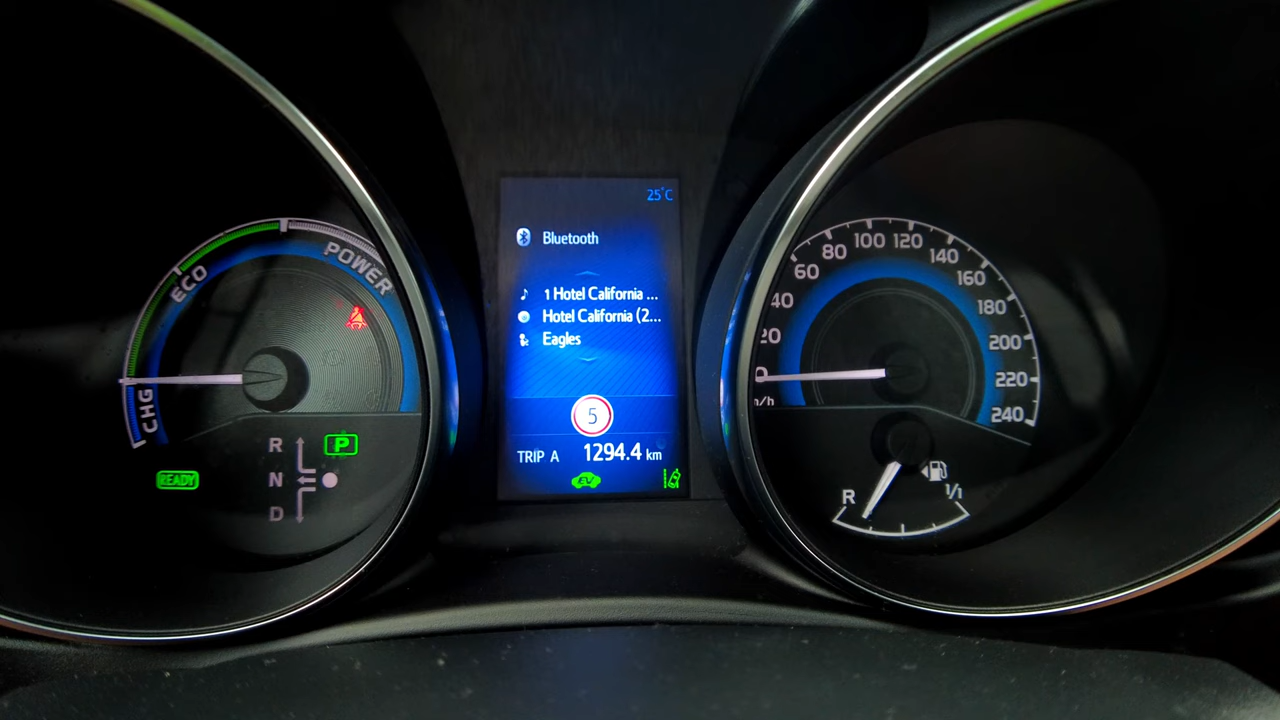 ECO
POWER
CHG
READY
R
N
D
P
25°C
Bluetooth
1 Hotel California ...
Hotel California (2...
Eagles
5
TRIP A 1294.4 km
EV
20
40
60
80
100
120
140
160
180
200
220
240
R
1/1